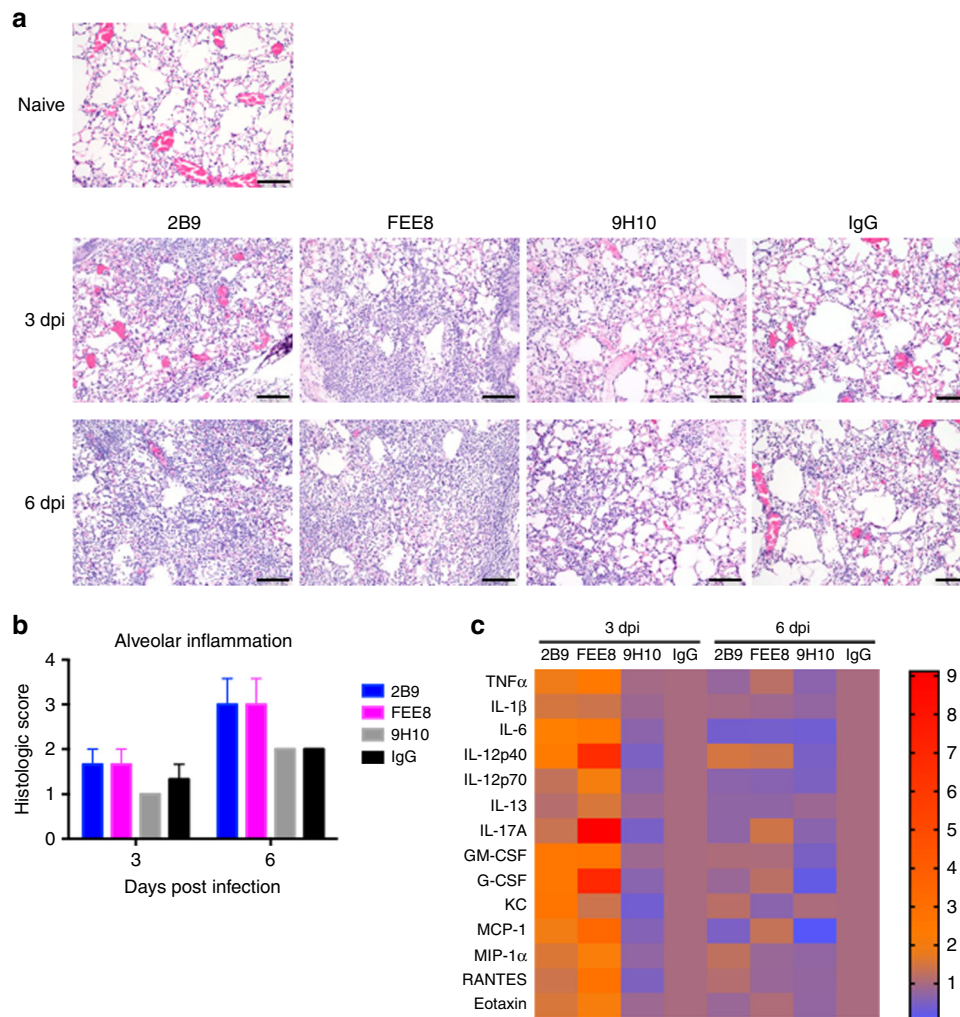 a
Naive
2B9 FEE8 9H10 IgG
3 dpi
6 dpi
b
Alveolar inflammation
4
3
2
1
0
Histologic score
3 6
Days post infection
2B9
FEE8
9H10
IgG
c
3 dpi 6 dpi
2B9 FEE8 9H10 IgG 2B9 FEE8 9H10 IgG
TNFα
IL-1β
IL-6
IL-12p40
IL-12p70
IL-13
IL-17A
GM-CSF
G-CSF
KC
MCP-1
MIP-1α
RANTES
Eotaxin
9
8
7
6
5
4
3
2
1